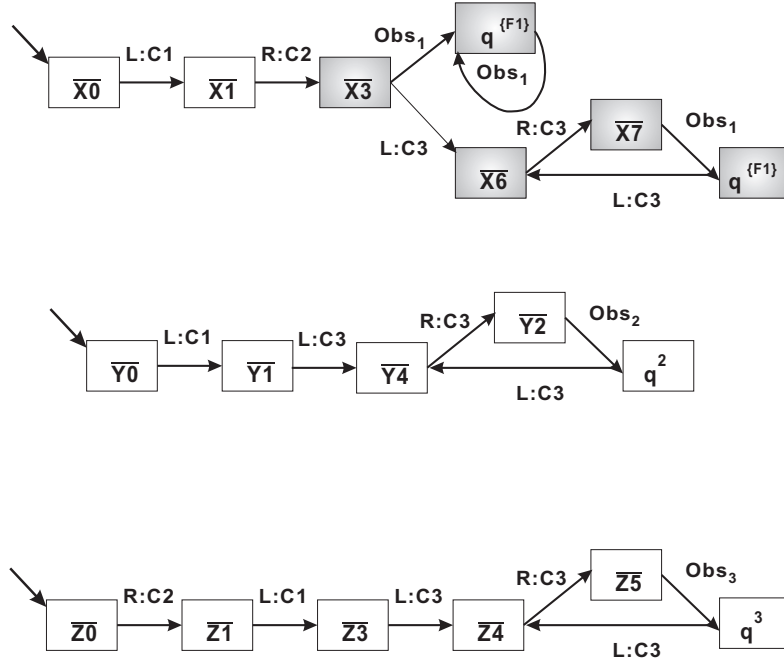 L:C1
R:C2
Obs₁
q {F1}
Obs₁
X0
X1
X3
L:C3
R:C3
X7
Obs₁
X6
q {F1}
L:C3
L:C1
L:C3
R:C3
Y2
Obs₂
Y0
Y1
Y4
q²
L:C3
R:C2
L:C1
L:C3
R:C3
Z5
Obs₃
Z0
Z1
Z3
Z4
q³
L:C3